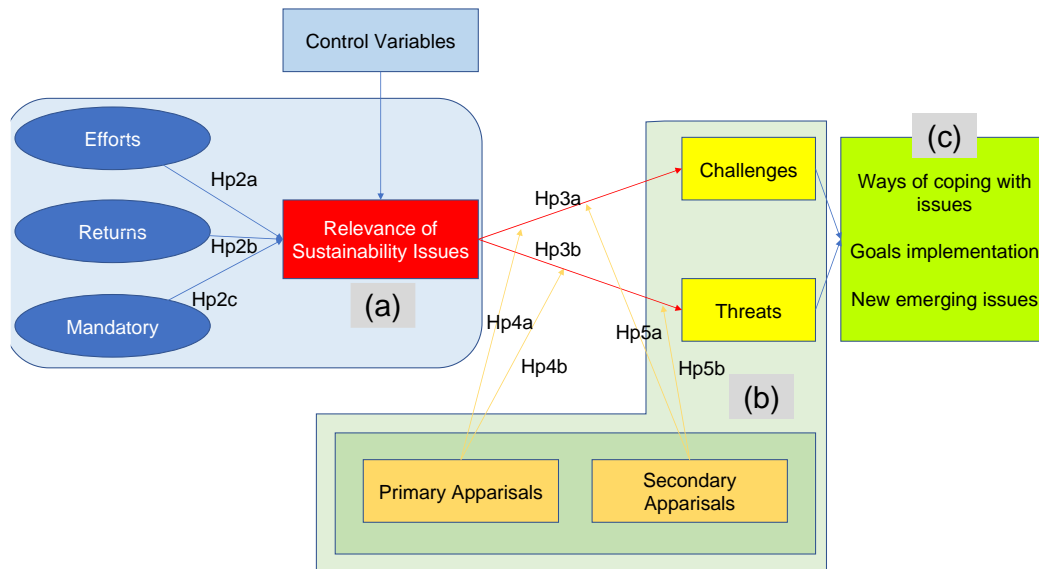 Control Variables
Efforts
Hp2a
Returns
Hp2b
Mandatory
Hp2c
Relevance of
Sustainability Issues
(a)
Hp3a
Hp3b
Hp4a
Hp4b
Hp5a
Hp5b
Challenges
Threats
(b)
Primary Apparisals
Secondary
Apparisals
(c)
Ways of coping with
issues
Goals implementation
New emerging issues